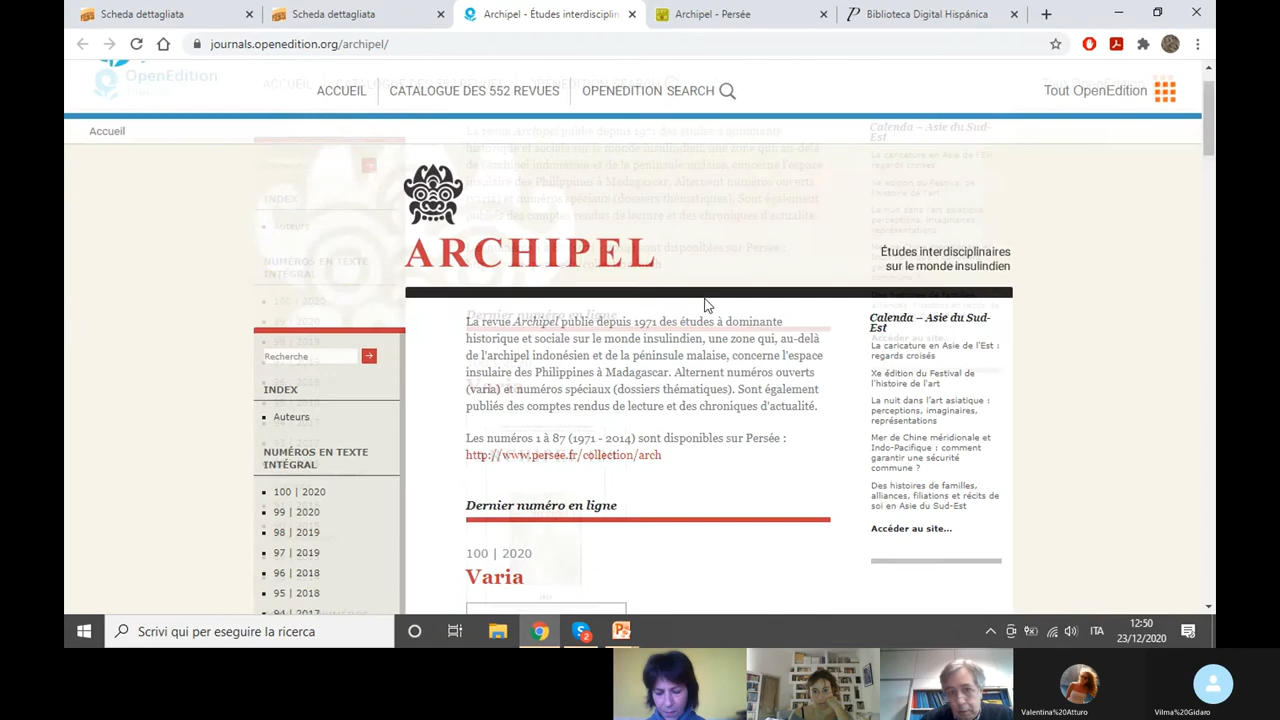 Scheda dettagliata
Scheda dettagliata
Archipel - Études interdisciplin
Archipel - Persée
Biblioteca Digital Hispánica
journals.openedition.org/archipel/
OpenEdition
ACCUEIL
CATALOGUE DES 552 REVUES
OPENEDITION SEARCH
Tout OpenEdition
Accueil
ARCHIPEL
Études interdisciplinaires
sur le monde insulindien
Recherche
INDEX
Auteurs
NUMÉROS EN TEXTE
INTÉGRAL
100 | 2020
99 | 2020
98 | 2019
97 | 2019
96 | 2018
95 | 2018
94 | 2017
La revue Archipel publie depuis 1971 des études à dominante
historique et sociale sur le monde insulindien, une zone qui, au-delà
de l'archipel indonésien et de la péninsule malaise, concerne l'espace
insulaire des Philippines à Madagascar. Alternent numéros ouverts
(varia) et numéros spéciaux (dossiers thématiques). Sont également
publiés des comptes rendus de lecture et des chroniques d'actualité.
Les numéros 1 à 87 (1971 - 2014) sont disponibles sur Persée :
http://www.persee.fr/collection/arch
Dernier numéro en ligne
100 | 2020
Varia
Calenda – Asie du Sud-
Est
La caricature en Asie de l'Est :
regards croisés
Xe édition du Festival de
l'histoire de l'art
La nuit dans l'art asiatique :
perceptions, imaginaires,
représentations
Mer de Chine méridionale et
Indo-Pacifique : comment
garantir une sécurité
commune ?
Des histoires de familles,
alliances, filiations et récits de
soi en Asie du Sud-Est
Accéder au site...
Scrivi qui per eseguire la ricerca
ITA
12:50
23/12/2020
Valentina%20Atturo
Vilma%20Gidaro